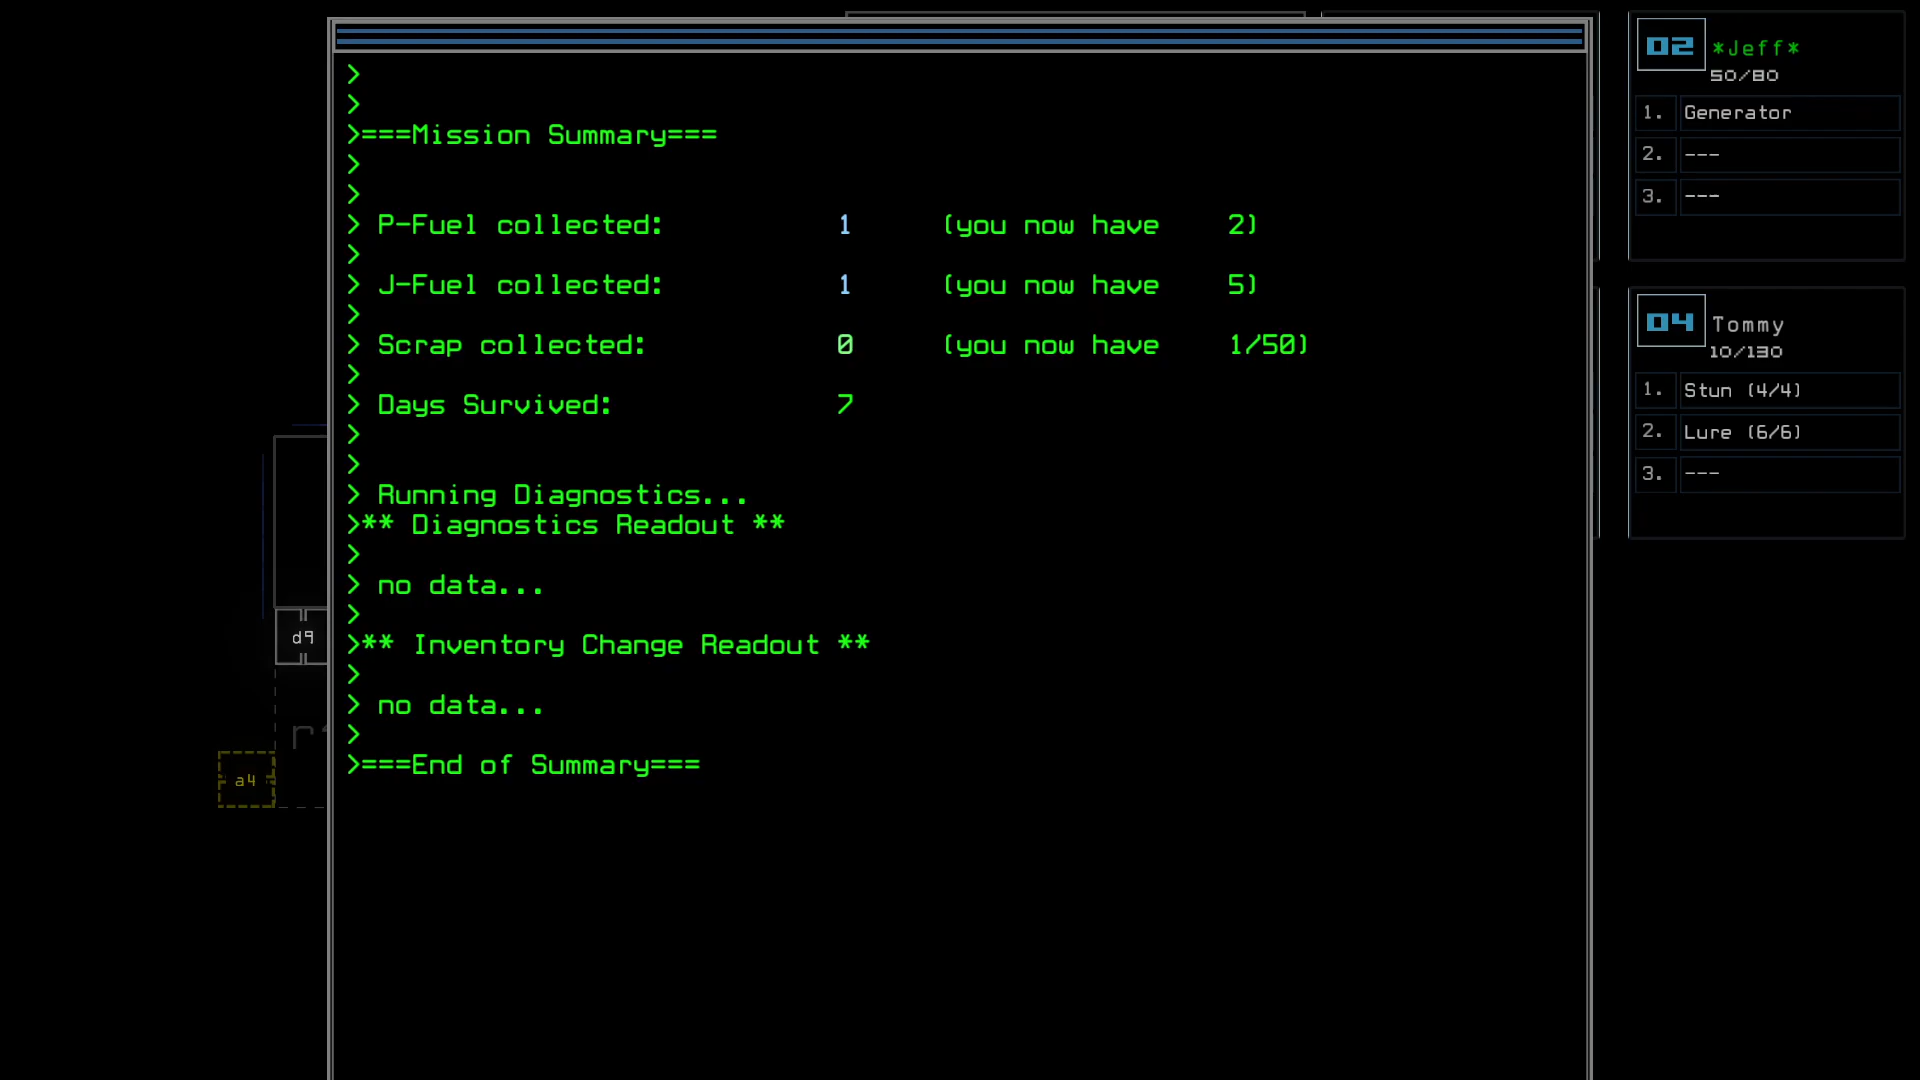 >
>
>===Mission Summary===
>
>
> P-Fuel collected: 1 (you now have 2)
>
> J-Fuel collected: 1 (you now have 5)
>
> Scrap collected: 0 (you now have 1/50)
>
> Days Survived: 7
>
>
> Running Diagnostics...
>** Diagnostics Readout **
>
> no data...
>
>** Inventory Change Readout **
>
> no data...
>
>===End of Summary===
d9
a4
02 *Jeff*
50/80
1. Generator
2. ---
3. ---
04 Tommy
10/130
1. Stun (4/4)
2. Lure (6/6)
3. ---